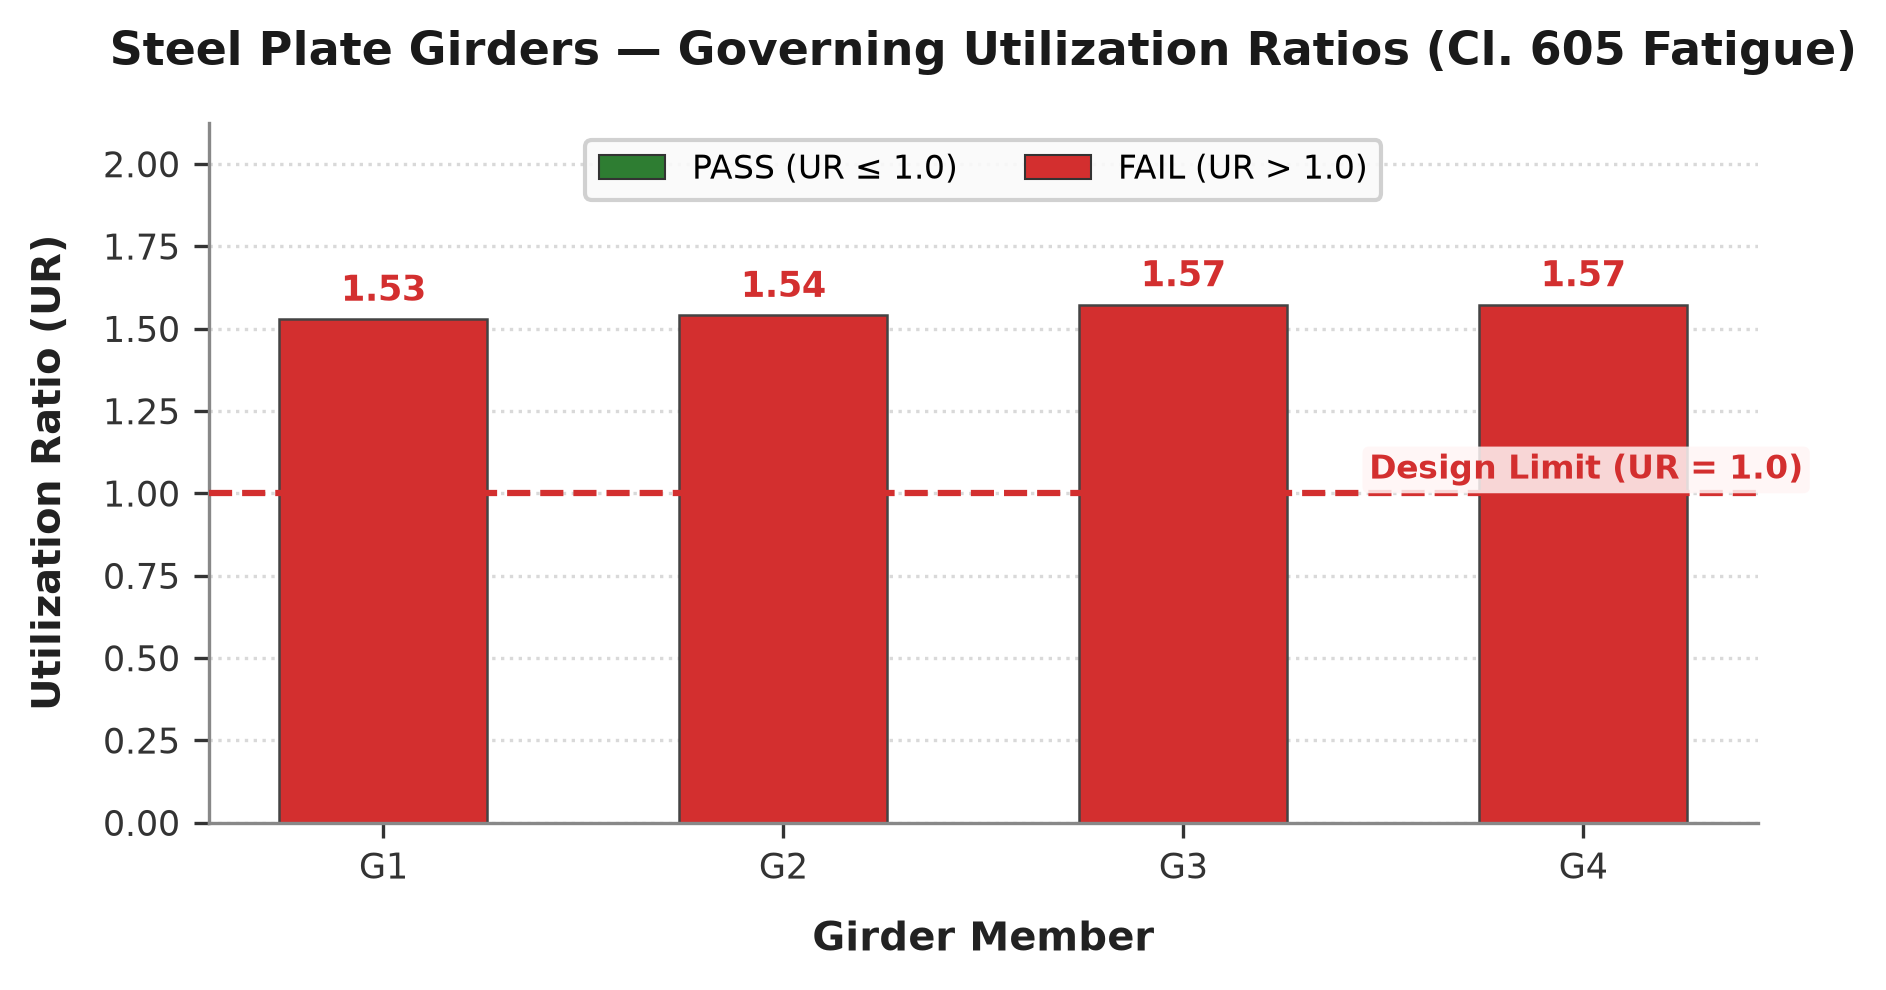 Steel Plate Girders — Governing Utilization Ratios (Cl. 605 Fatigue)
PASS (UR ≤ 1.0)
FAIL (UR > 1.0)
Utilization Ratio (UR)
2.00
1.75
1.50
1.25
1.00
0.75
0.50
0.25
0.00
1.53
1.54
1.57
1.57
Design Limit (UR = 1.0)
G1
G2
G3
G4
Girder Member